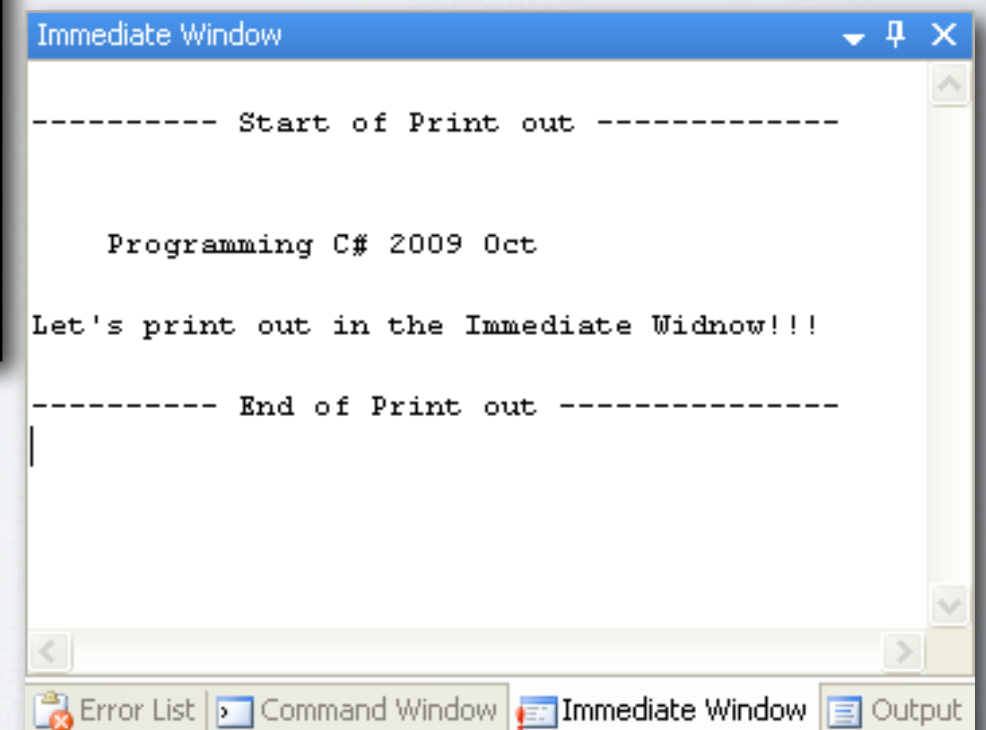 Immediate Window
---------- Start of Print out -------------
Programming C# 2009 Oct
Let's print out in the Immediate Widnow!!!
---------- End of Print out ---------------
Error List Command Window Immediate Window Output